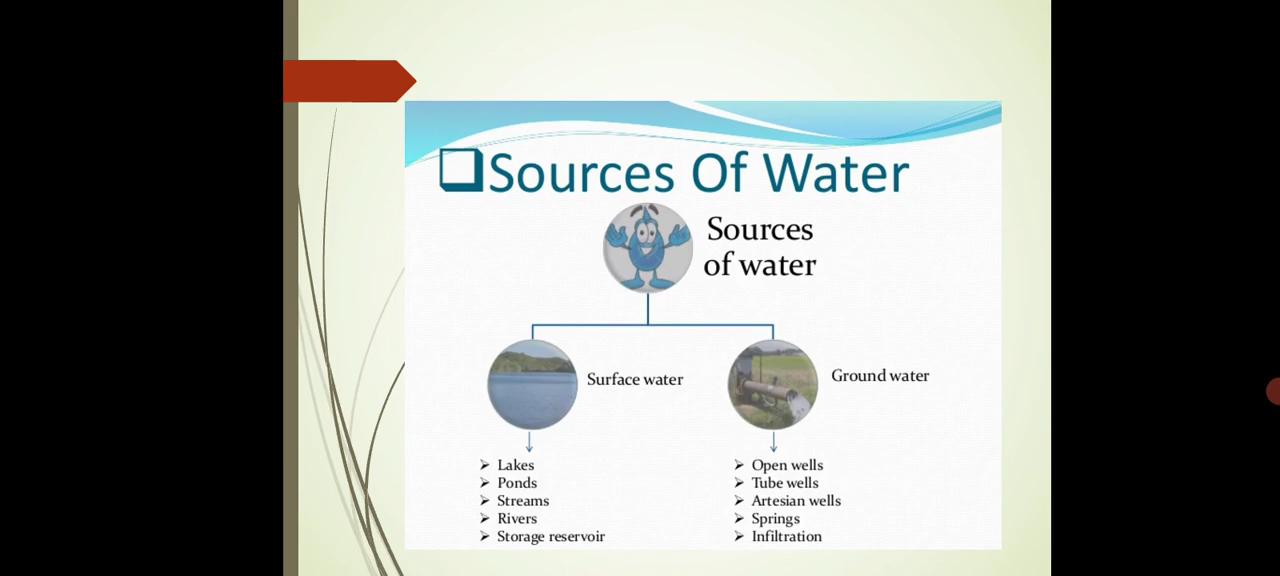 Sources Of Water
Sources
of water
Surface water
Ground water
Lakes
Ponds
Streams
Rivers
Storage reservoir
Open wells
Tube wells
Artesian wells
Springs
Infiltration